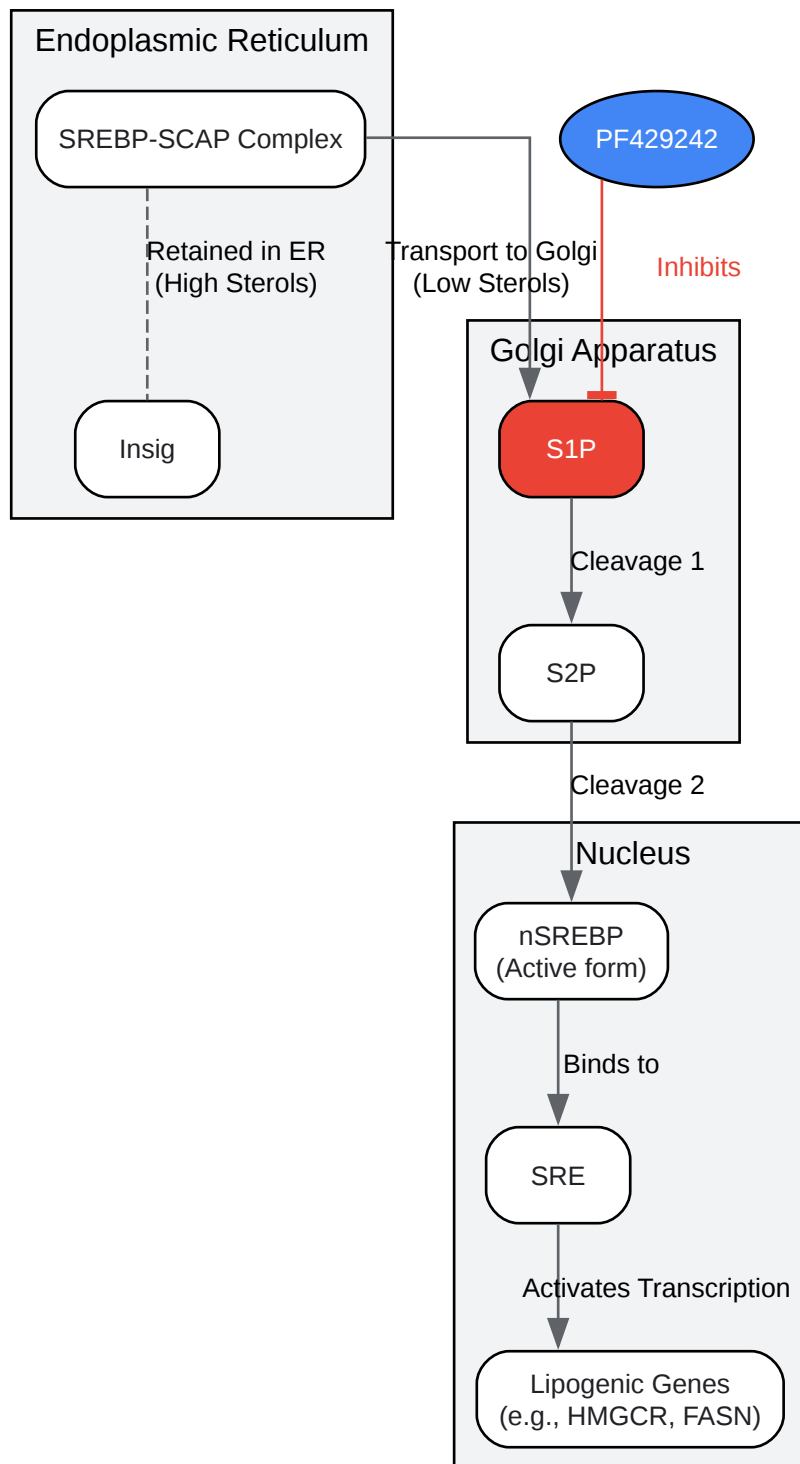 Endoplasmic Reticulum
SREBP-SCAP Complex
PF429242
Retained in ER
(High Sterols)
Transport to Golgi
(Low Sterols)
Inhibits
Golgi Apparatus
Insig
S1P
Cleavage 1
S2P
Cleavage 2
Nucleus
nSREBP
(Active form)
Binds to
SRE
Activates Transcription
Lipogenic Genes
(e.g., HMGCR, FASN)